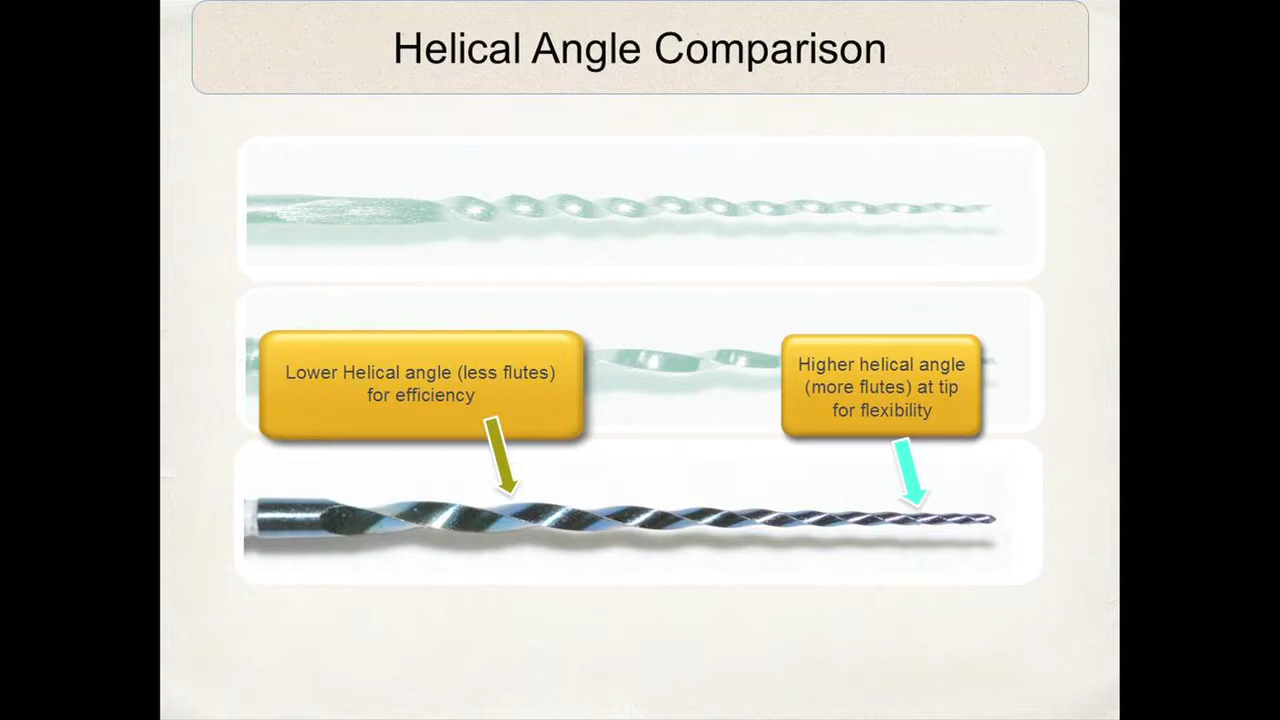 Helical Angle Comparison
Lower Helical angle (less flutes)
for efficiency
Higher helical angle
(more flutes) at tip
for flexibility